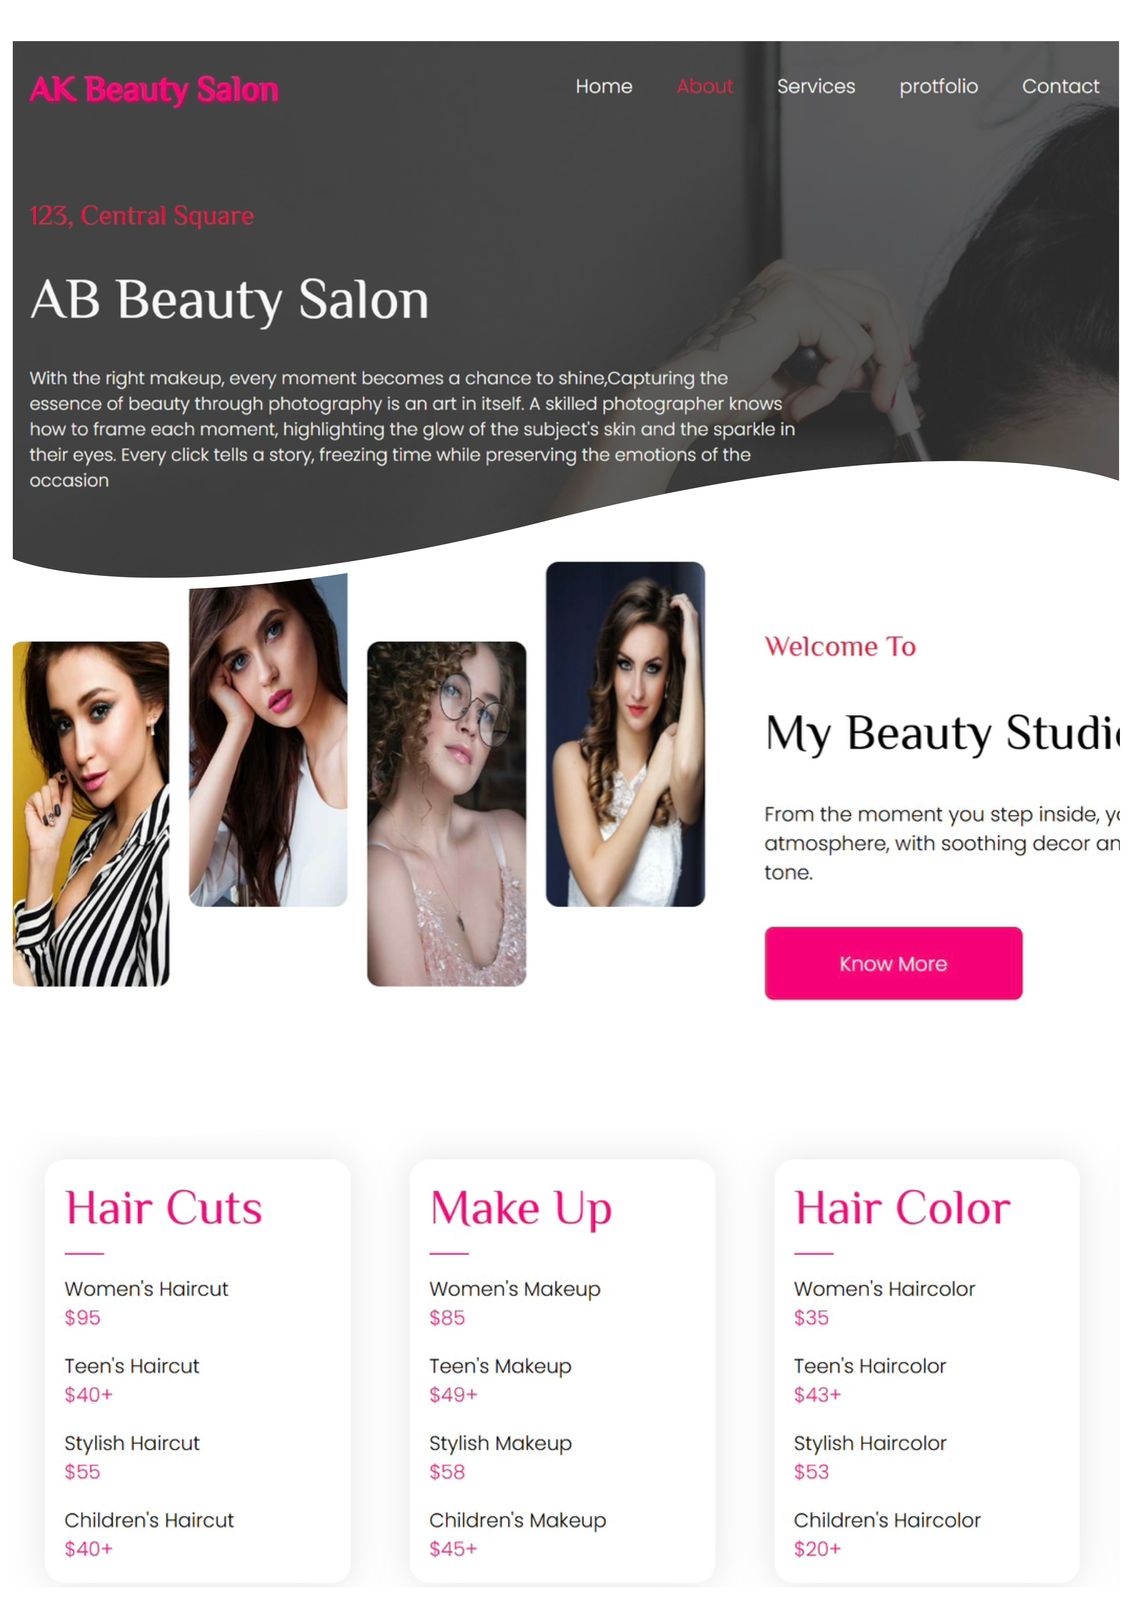 AK Beauty Salon
Home About Services protfolio Contact
123, Central Square
AB Beauty Salon
With the right makeup, every moment becomes a chance to shine,Capturing the
essence of beauty through photography is an art in itself. A skilled photographer knows
how to frame each moment, highlighting the glow of the subject's skin and the sparkle in
their eyes. Every click tells a story, freezing time while preserving the emotions of the
occasion
Welcome To
My Beauty Studi
From the moment you step inside, y
atmosphere, with soothing decor an
tone.
Know More
Hair Cuts
Women's Haircut
$95
Teen's Haircut
$40+
Stylish Haircut
$55
Children's Haircut
$40+
Make Up
Women's Makeup
$85
Teen's Makeup
$49+
Stylish Makeup
$58
Children's Makeup
$45+
Hair Color
Women's Haircolor
$35
Teen's Haircolor
$43+
Stylish Haircolor
$53
Children's Haircolor
$20+